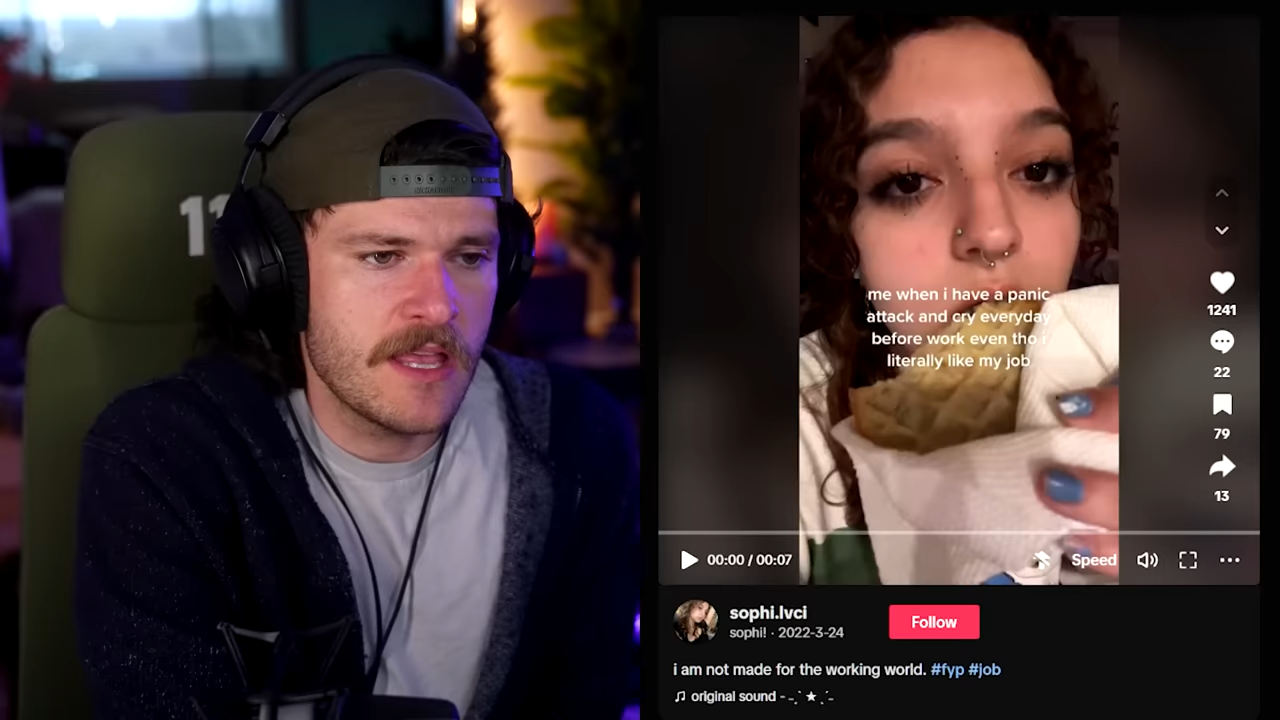 11
me when i have a panic
attack and cry everyday
before work even tho i
literally like my job
1241
22
79
13
00:00 / 00:07
Speed
sophi.lvci
sophi! · 2022-3-24
Follow
i am not made for the working world. #fyp #job
♫ original sound - ˗ˏˋ ★ ˎˊ˗